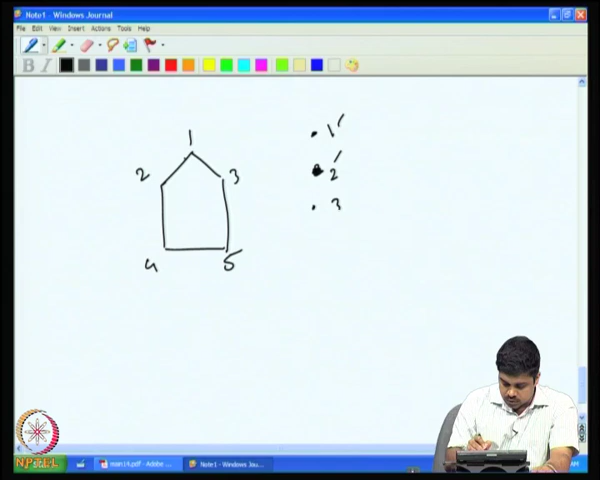 Note1 - Windows Journal
File Edit View Insert Actions Tools Help
B I
1
2 3
4 5
1'
2'
3
NPTEL
main14.pdf - Adobe ...
Note1 - Windows Jou...
AM